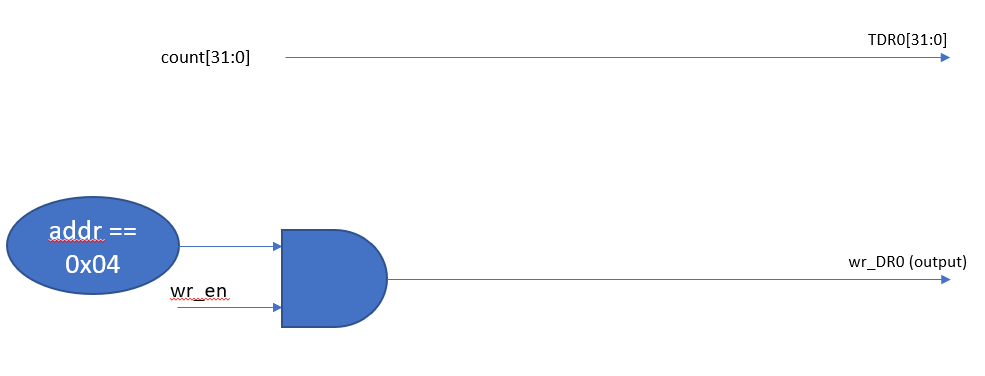 TDR0[31:0]
count[31:0]
addr ==
0x04
wr_en
wr_DR0 (output)